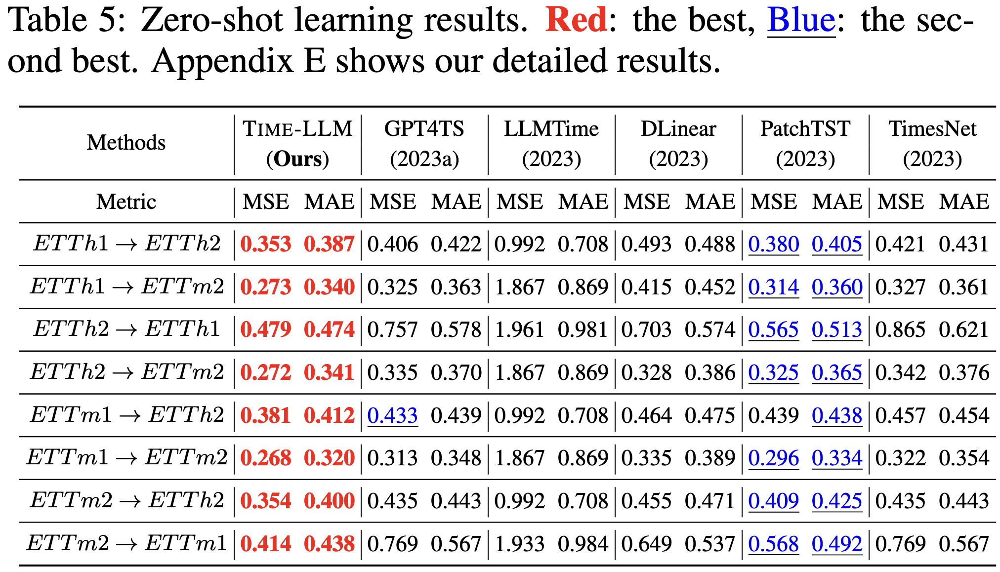 Table 5: Zero-shot learning results. Red: the best, Blue: the sec-
ond best. Appendix E shows our detailed results.
Methods TIME-LLM (Ours) GPT4TS (2023a) LLMTime (2023) DLinear (2023) PatchTST (2023) TimesNet (2023)
Metric MSE MAE MSE MAE MSE MAE MSE MAE MSE MAE MSE MAE
ETTh1 → ETTh2 0.353 0.387 0.406 0.422 0.992 0.708 0.493 0.488 0.380 0.405 0.421 0.431
ETTh1 → ETTm2 0.273 0.340 0.325 0.363 1.867 0.869 0.415 0.452 0.314 0.360 0.327 0.361
ETTh2 → ETTh1 0.479 0.474 0.757 0.578 1.961 0.981 0.703 0.574 0.565 0.513 0.865 0.621
ETTh2 → ETTm2 0.272 0.341 0.335 0.370 1.867 0.869 0.328 0.386 0.325 0.365 0.342 0.376
ETTm1 → ETTh2 0.381 0.412 0.433 0.439 0.992 0.708 0.464 0.475 0.439 0.438 0.457 0.454
ETTm1 → ETTm2 0.268 0.320 0.313 0.348 1.867 0.869 0.335 0.389 0.296 0.334 0.322 0.354
ETTm2 → ETTh2 0.354 0.400 0.435 0.443 0.992 0.708 0.455 0.471 0.409 0.425 0.435 0.443
ETTm2 → ETTm1 0.414 0.438 0.769 0.567 1.933 0.984 0.649 0.537 0.568 0.492 0.769 0.567